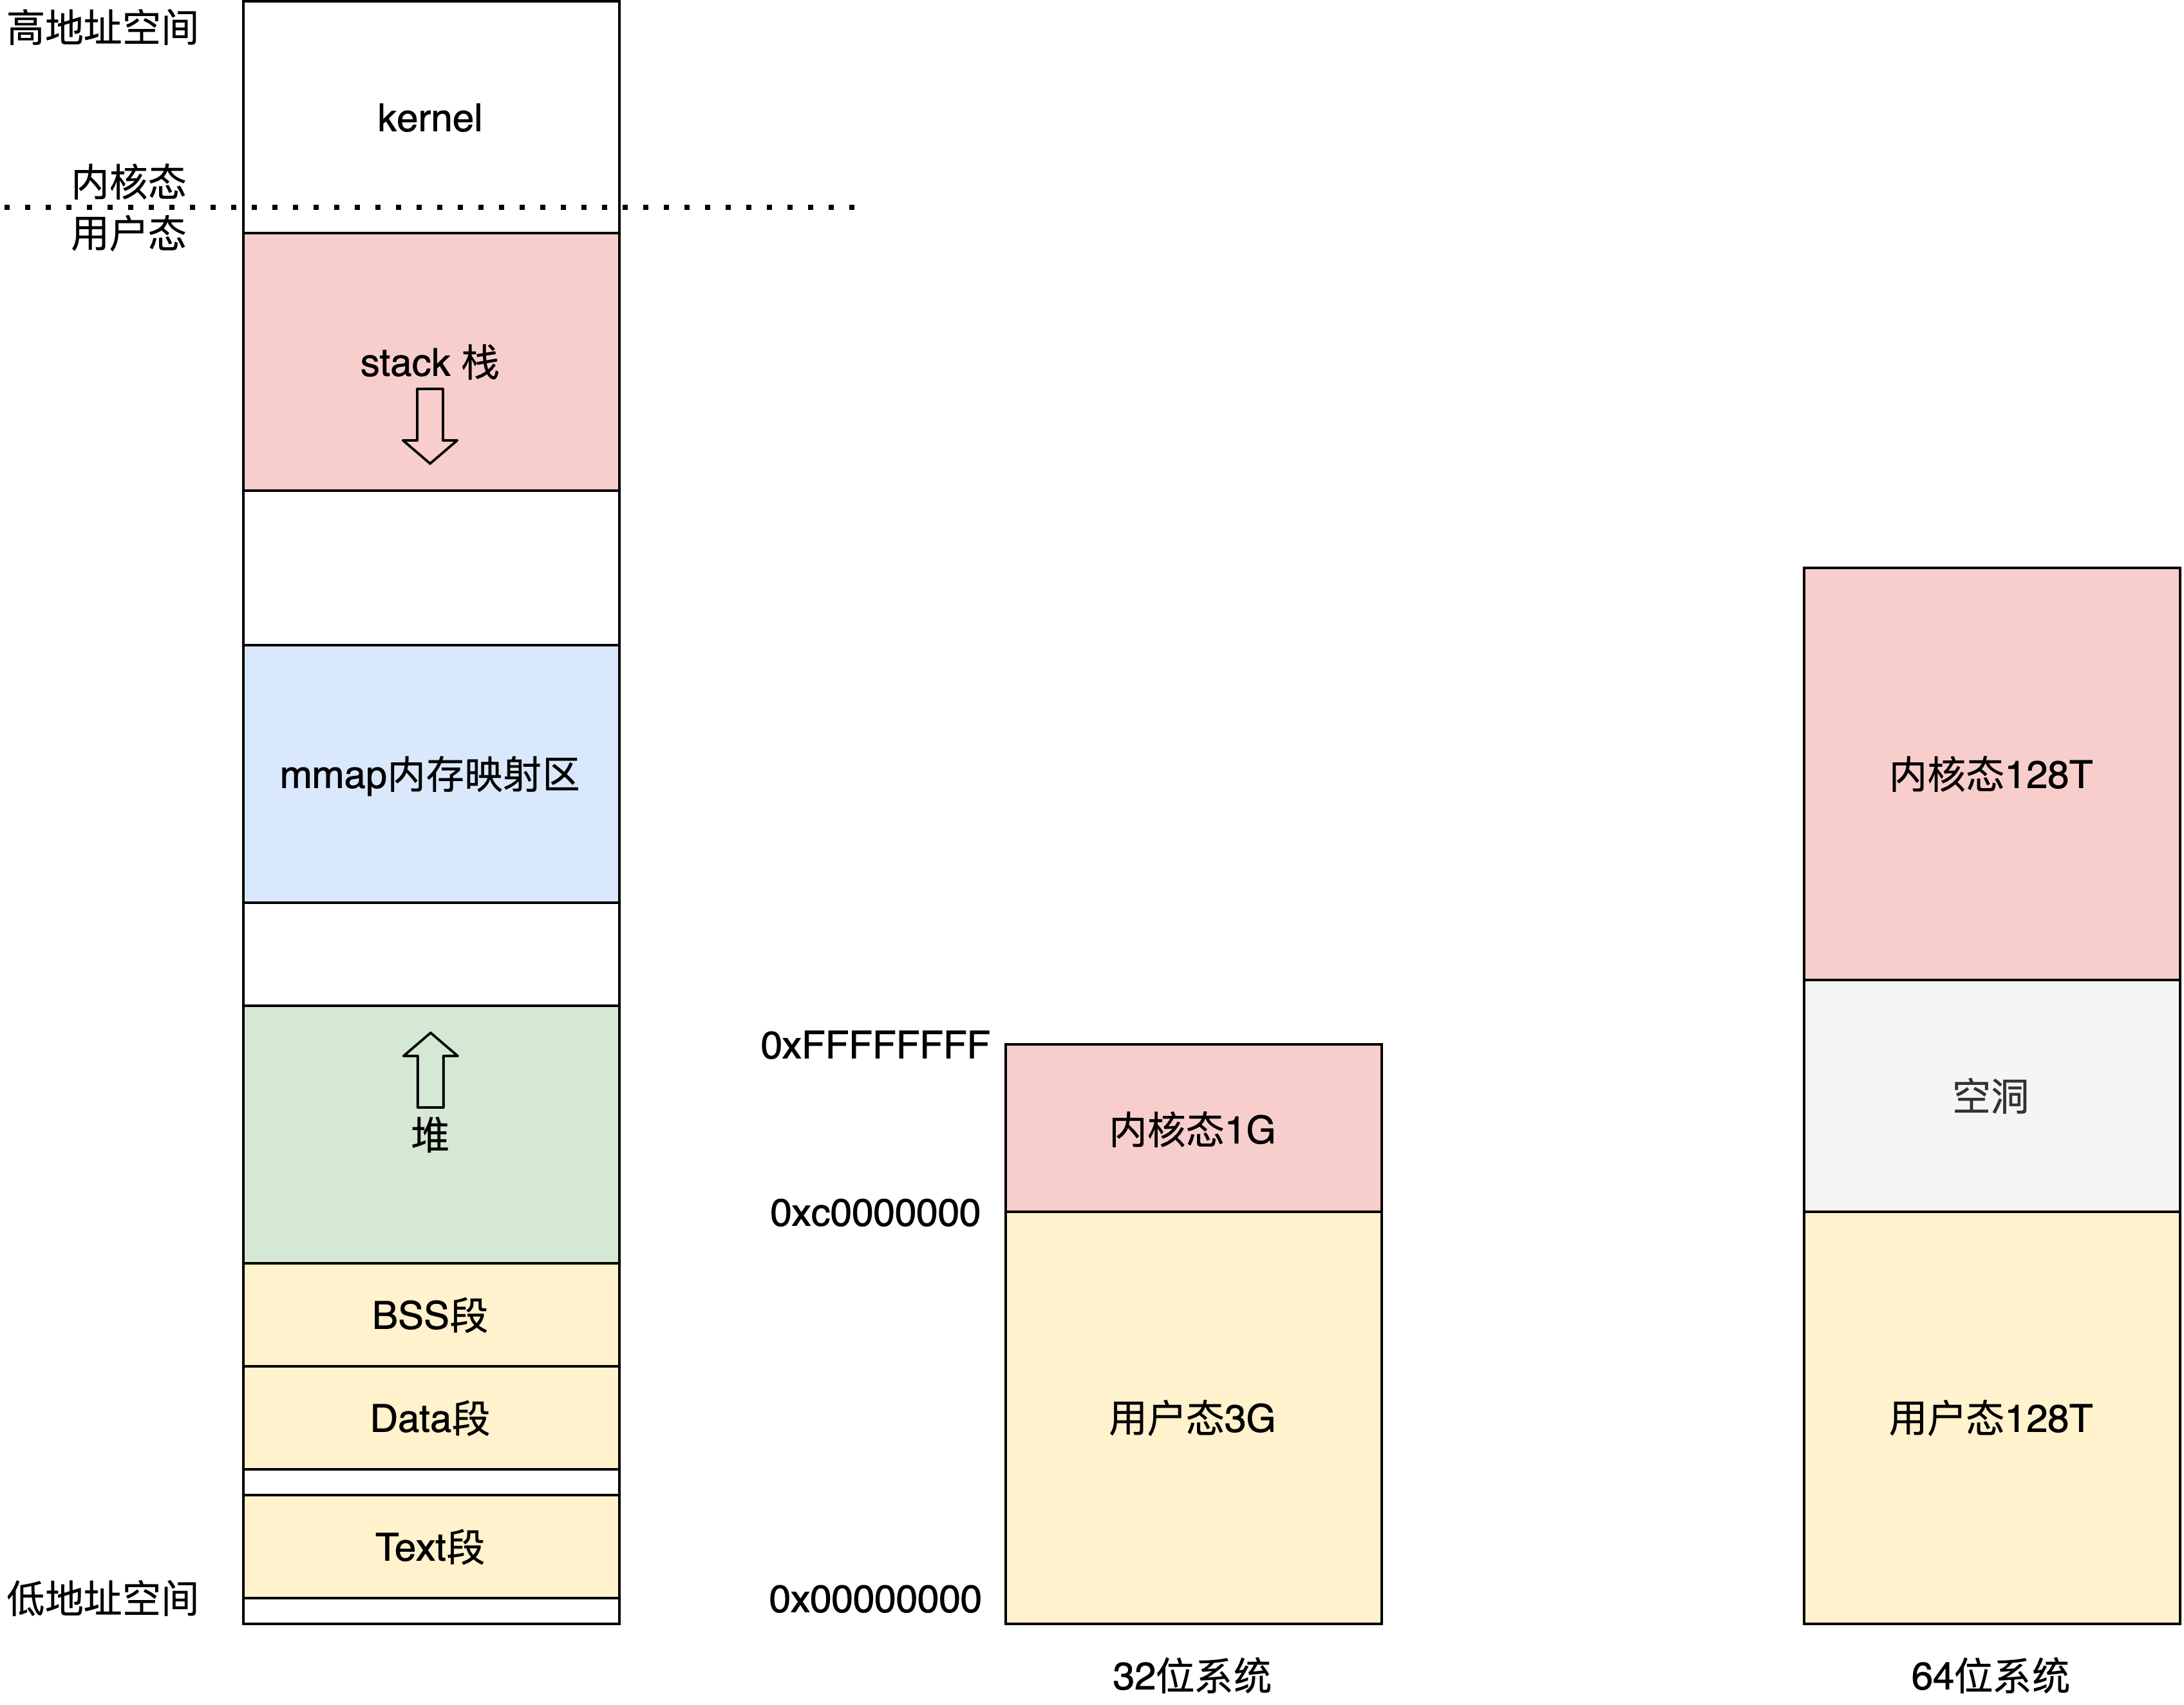 高地址空间
kernel
内核态
用户态
stack 栈
mmap内存映射区
堆
BSS段
Data段
Text段
低地址空间
0xFFFFFFFF
内核态1G
0xc0000000
用户态3G
0x00000000
32位系统
内核态128T
空洞
用户态128T
64位系统